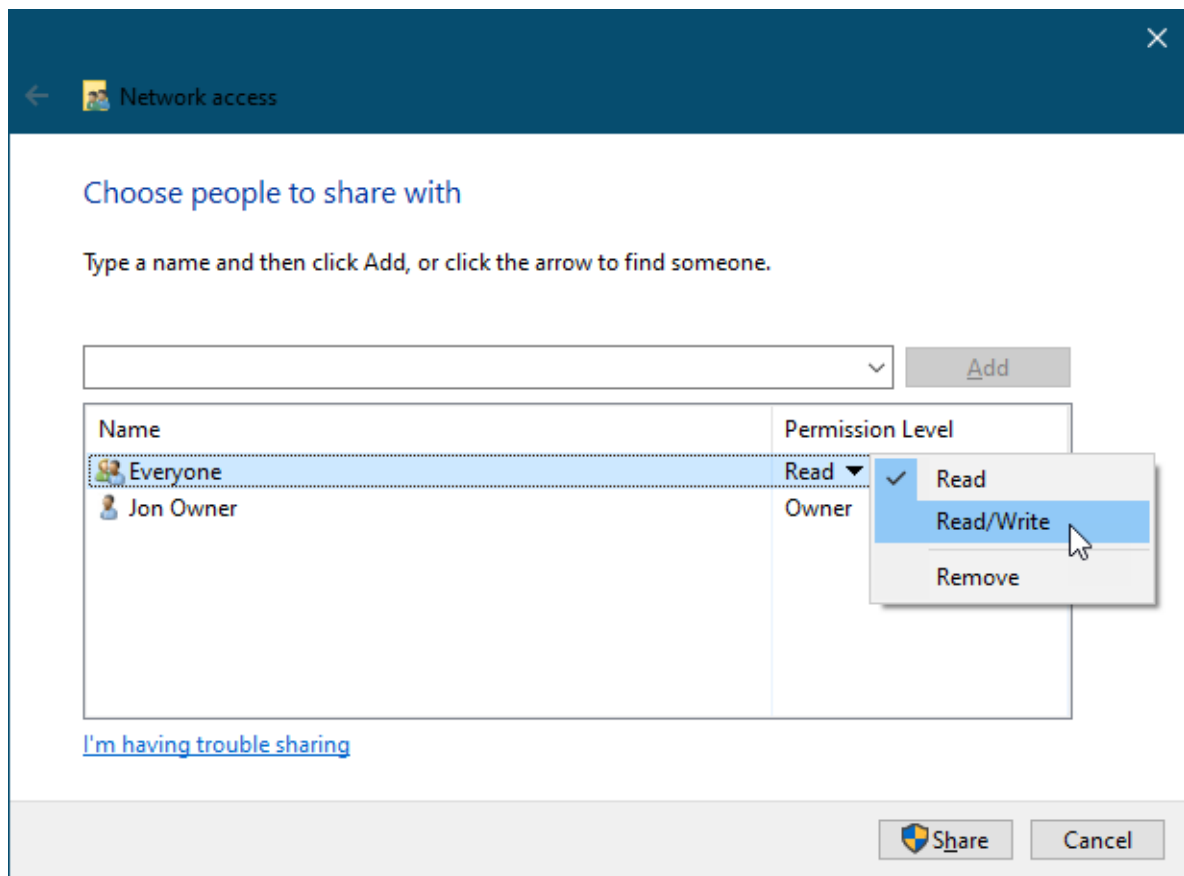 Network access
Choose people to share with
Type a name and then click Add, or click the arrow to find someone.
Add
Name Permission Level
Everyone Read
Jon Owner Owner
Read
Read/Write
Remove
I'm having trouble sharing
Share Cancel